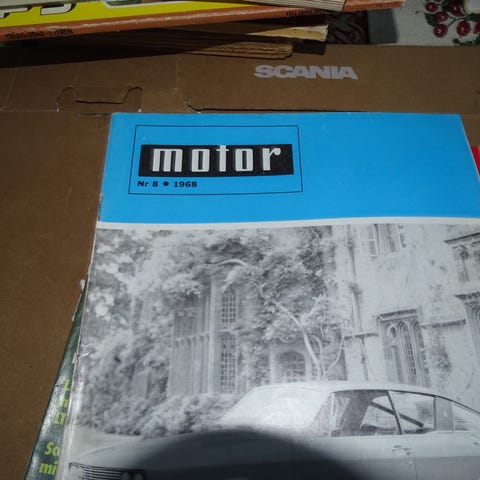 SCANIA
motor
Nr 8 • 1968